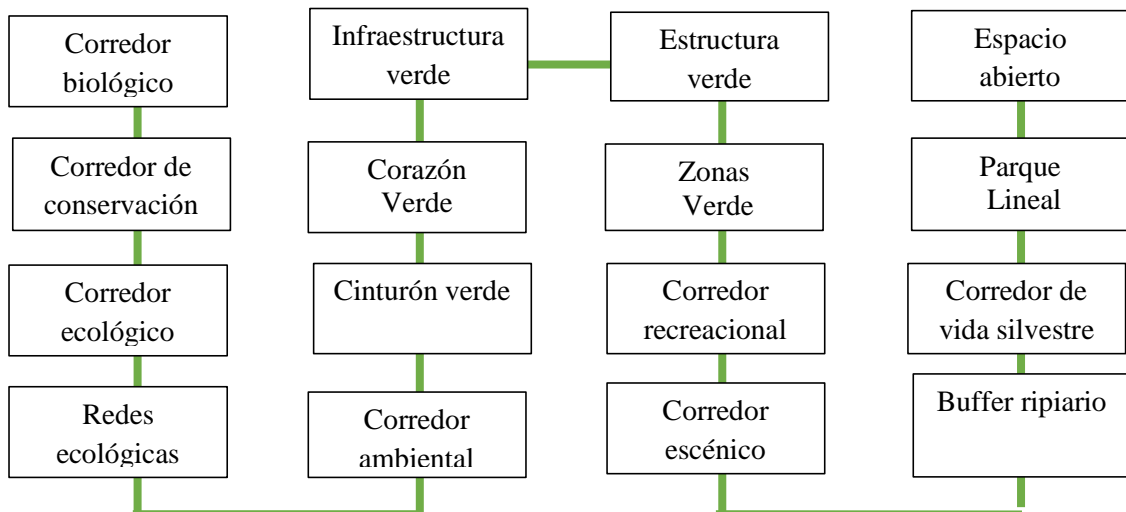 Corredor
biológico
Infraestructura
verde
Estructura
verde
Espacio
abierto
Corredor de
conservación
Corazón
Verde
Zonas
Verde
Parque
Lineal
Corredor
ecológico
Cinturón verde
Corredor
recreacional
Corredor de
vida silvestre
Redes
ecológicas
Corredor
ambiental
Corredor
escénico
Buffer ripiario